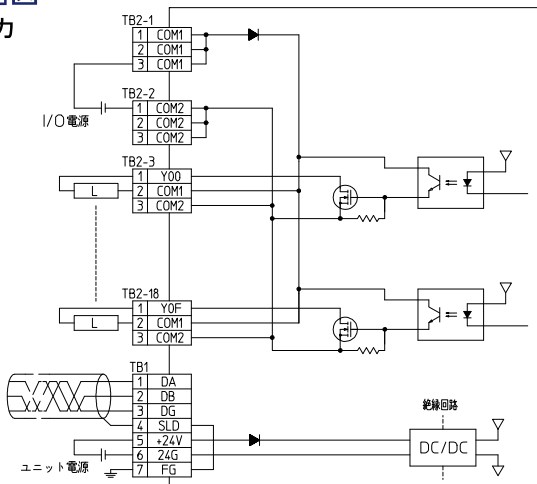 力
TB2-1
1 COM1
2 COM1
3 COM1
TB2-2
1 COM2
2 COM2
3 COM2
I/O電源
TB2-3
1 Y00
2 COM1
3 COM2
L
TB2-18
1 Y0F
2 COM1
3 COM2
L
TB1
1 DA
2 DB
3 DG
4 SLD
5 +24V
6 24G
7 FG
ユニット電源
絶縁回路
DC/DC